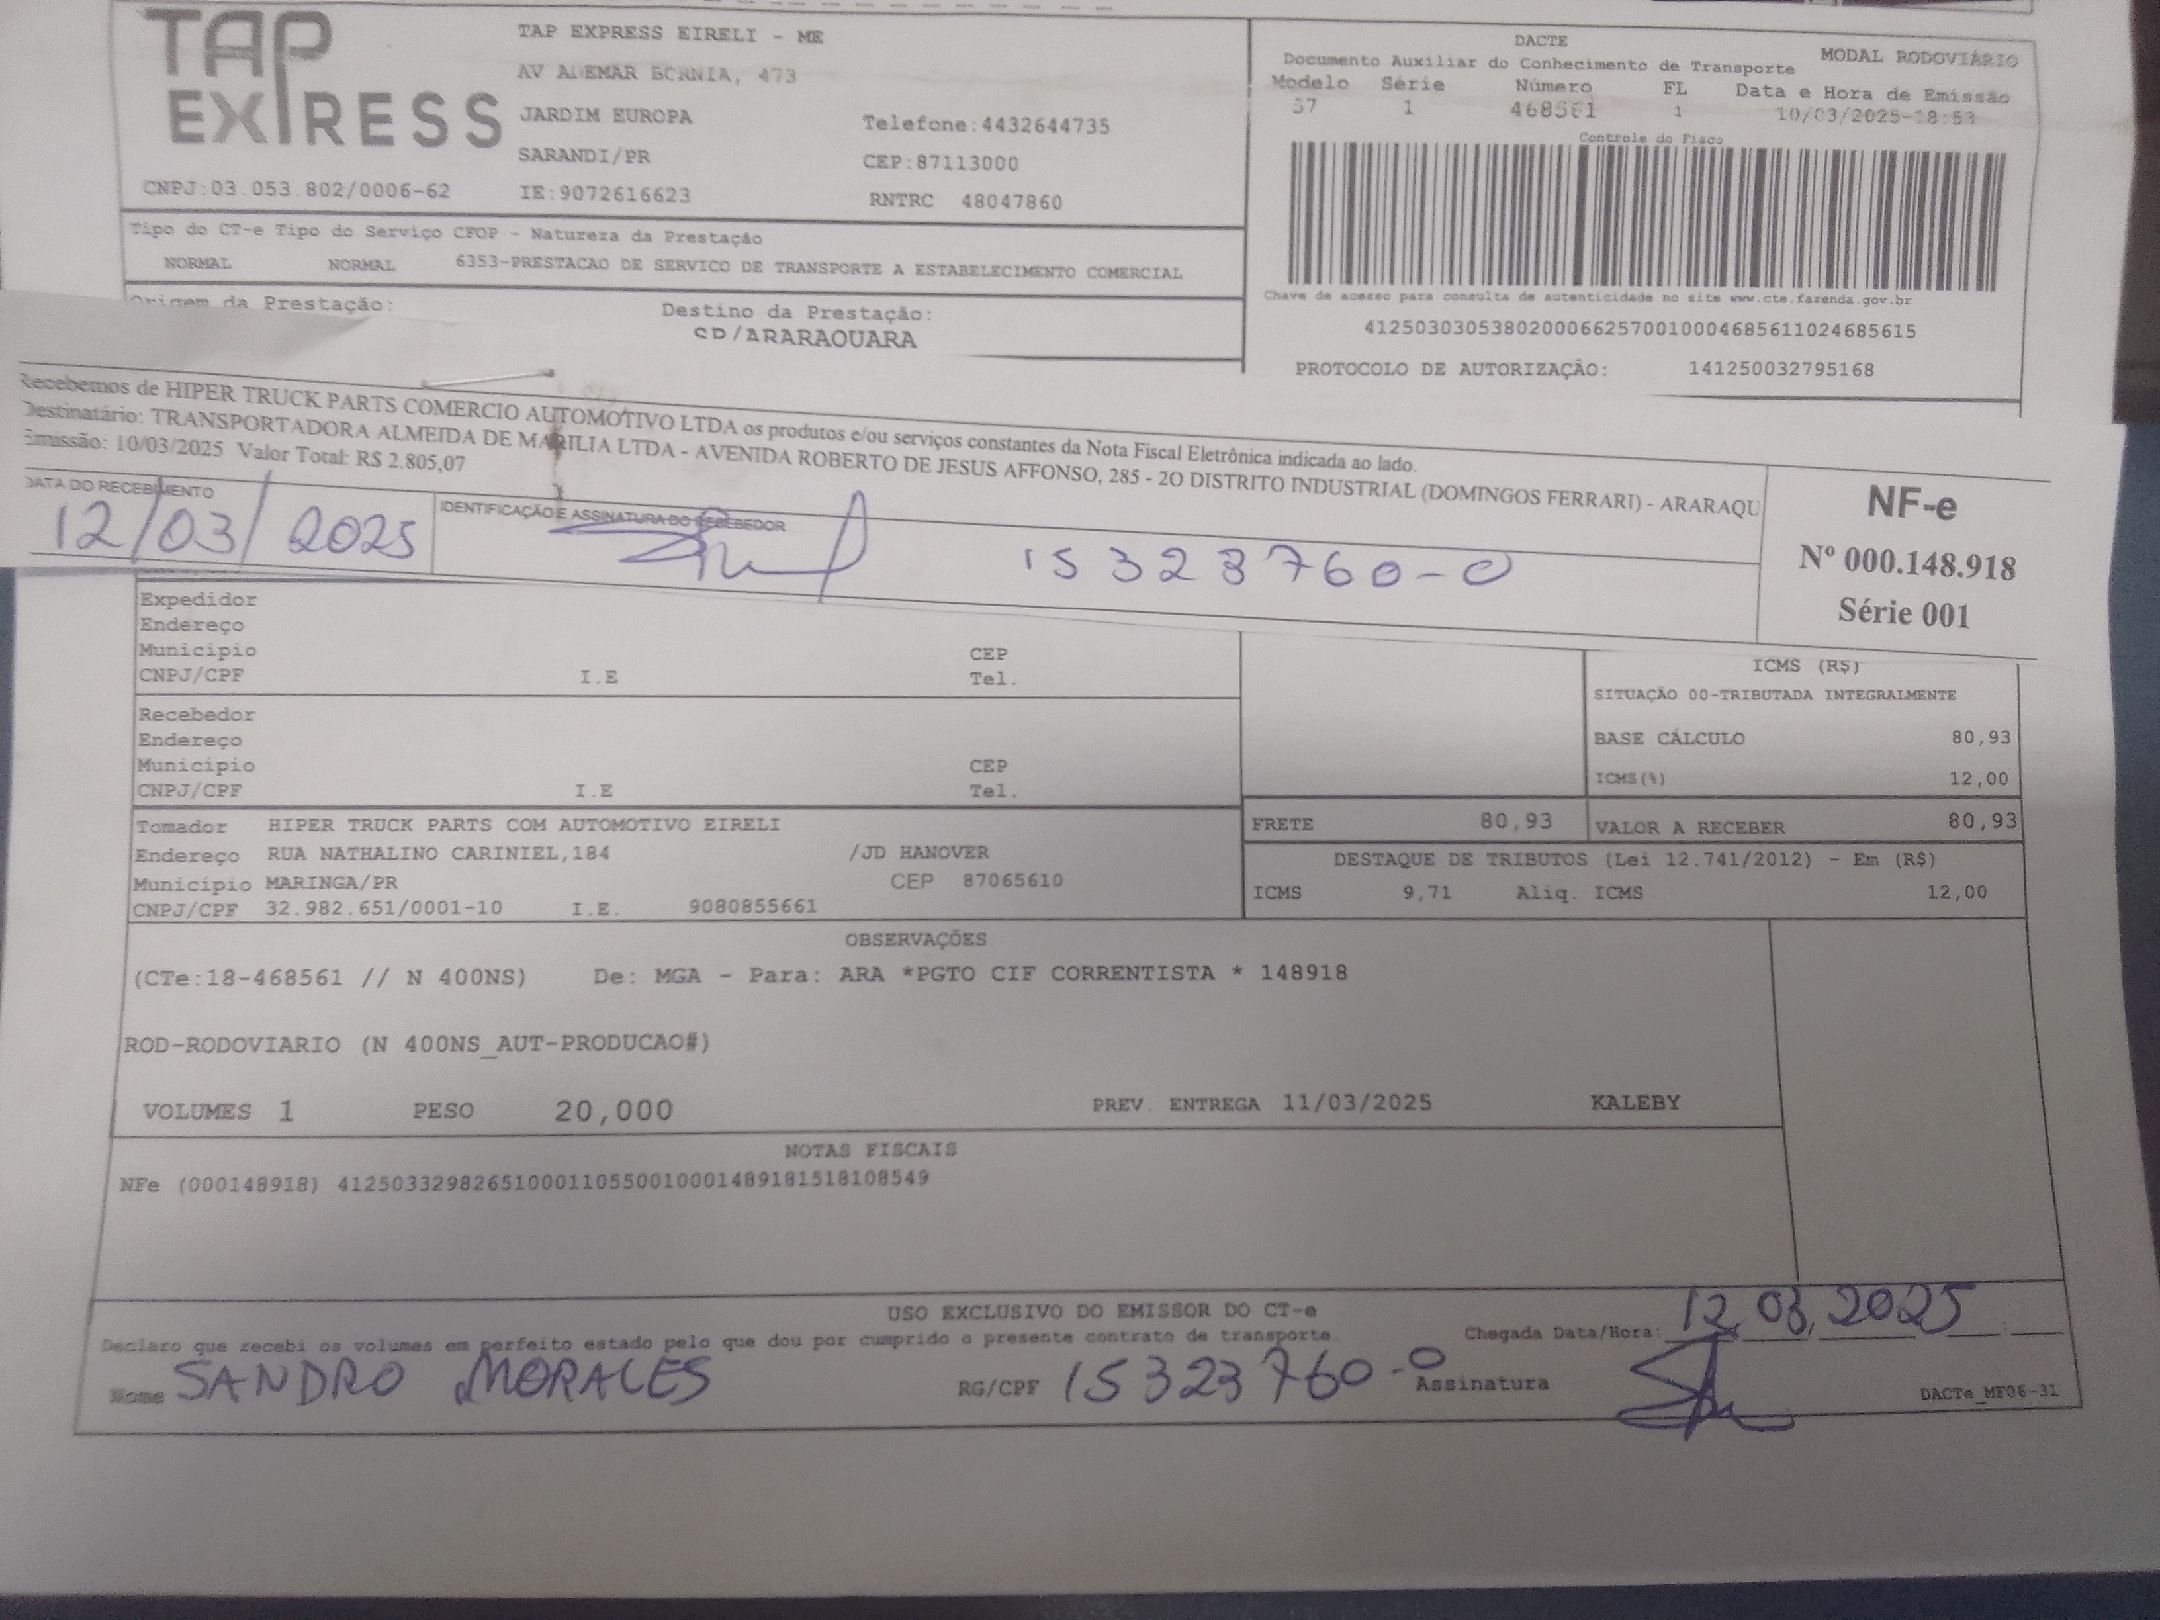 TAP EXPRESS
TAP EXPRESS EIRELI - ME
AV ADEMAR BORNIA, 473
JARDIM EUROPA Telefone:4432644735
SARANDI/PR CEP:87113000
CNPJ:03.053.802/0006-62 IE:9072616623 RNTRC 48047860
DACTE
MODAL RODOVIÁRIO
Documento Auxiliar do Conhecimento de Transporte
Modelo Série Número FL Data e Hora de Emissão
57 1 468561 1 10/03/2025-18:53
Controle do Fisco
Chave de acesso para consulta de autenticidade no site www.cte.fazenda.gov.br
41250303053802000662570010004685611024685615
PROTOCOLO DE AUTORIZAÇÃO: 141250032795168
Tipo do CT-e Tipo do Serviço CFOP - Natureza da Prestação
NORMAL NORMAL 6353-PRESTACAO DE SERVICO DE TRANSPORTE A ESTABELECIMENTO COMERCIAL
Origem da Prestação: Destino da Prestação:
SP/ARARAQUARA
Recebemos de HIPER TRUCK PARTS COMERCIO AUTOMOTIVO LTDA os produtos e/ou serviços constantes da Nota Fiscal Eletrônica indicada ao lado.
Destinatário: TRANSPORTADORA ALMEIDA DE MARILIA LTDA - AVENIDA ROBERTO DE JESUS AFFONSO, 285 - 2O DISTRITO INDUSTRIAL (DOMINGOS FERRARI) - ARARAQU
Emissão: 10/03/2025 Valor Total: R$ 2.805,07
DATA DO RECEBIMENTO IDENTIFICAÇÃO E ASSINATURA DO RECEBEDOR
12/03/2025 15323760-0
NF-e
Nº 000.148.918
Série 001
Expedidor
Endereço
Município CEP
CNPJ/CPF I.E Tel.
Recebedor
Endereço
Município CEP
CNPJ/CPF I.E Tel.
ICMS (R$)
SITUAÇÃO 00-TRIBUTADA INTEGRALMENTE
BASE CÁLCULO 80,93
ICMS(%) 12,00
FRETE 80,93 VALOR A RECEBER 80,93
DESTAQUE DE TRIBUTOS (Lei 12.741/2012) - Em (R$)
ICMS 9,71 Aliq. ICMS 12,00
Tomador HIPER TRUCK PARTS COM AUTOMOTIVO EIRELI
Endereço RUA NATHALINO CARINIEL,184 /JD HANOVER
Município MARINGA/PR CEP 87065610
CNPJ/CPF 32.982.651/0001-10 I.E. 9080855661
OBSERVAÇÕES
(CTe:18-468561 // N 400NS) De: MGA - Para: ARA *PGTO CIF CORRENTISTA * 148918
ROD-RODOVIARIO (N 400NS_AUT-PRODUCAO#)
VOLUMES 1 PESO 20,000 PREV. ENTREGA 11/03/2025 KALEBY
NOTAS FISCAIS
NFe (000148918) 41250332982651000110550010001489181518108549
USO EXCLUSIVO DO EMISSOR DO CT-e
Declaro que recebi os volumes em perfeito estado pelo que dou por cumprido o presente contrato de transporte. Chegada Data/Hora: 12,03,2025
Nome SANDRO MORALES RG/CPF 15323760-0 Assinatura
DACTe_MF06-31